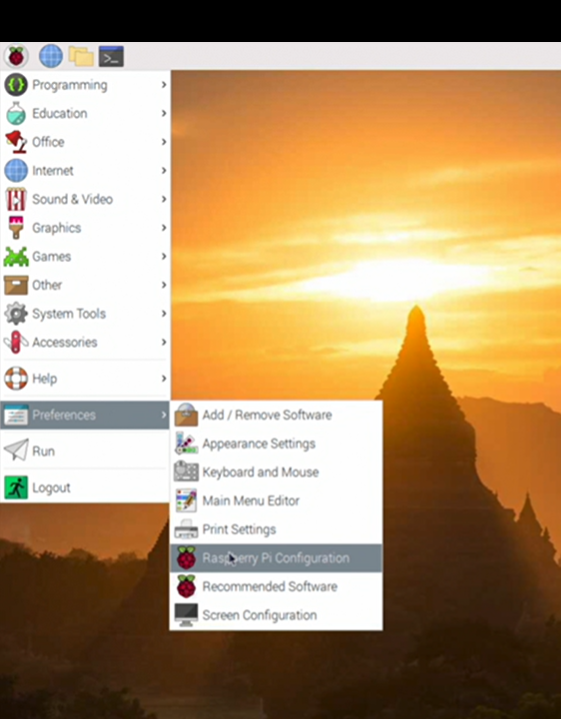 Programming
Education
Office
Internet
Sound & Video
Graphics
Games
Other
System Tools
Accessories
Help
Preferences
Run
Logout
Add / Remove Software
Appearance Settings
Keyboard and Mouse
Main Menu Editor
Print Settings
Raspberry Pi Configuration
Recommended Software
Screen Configuration